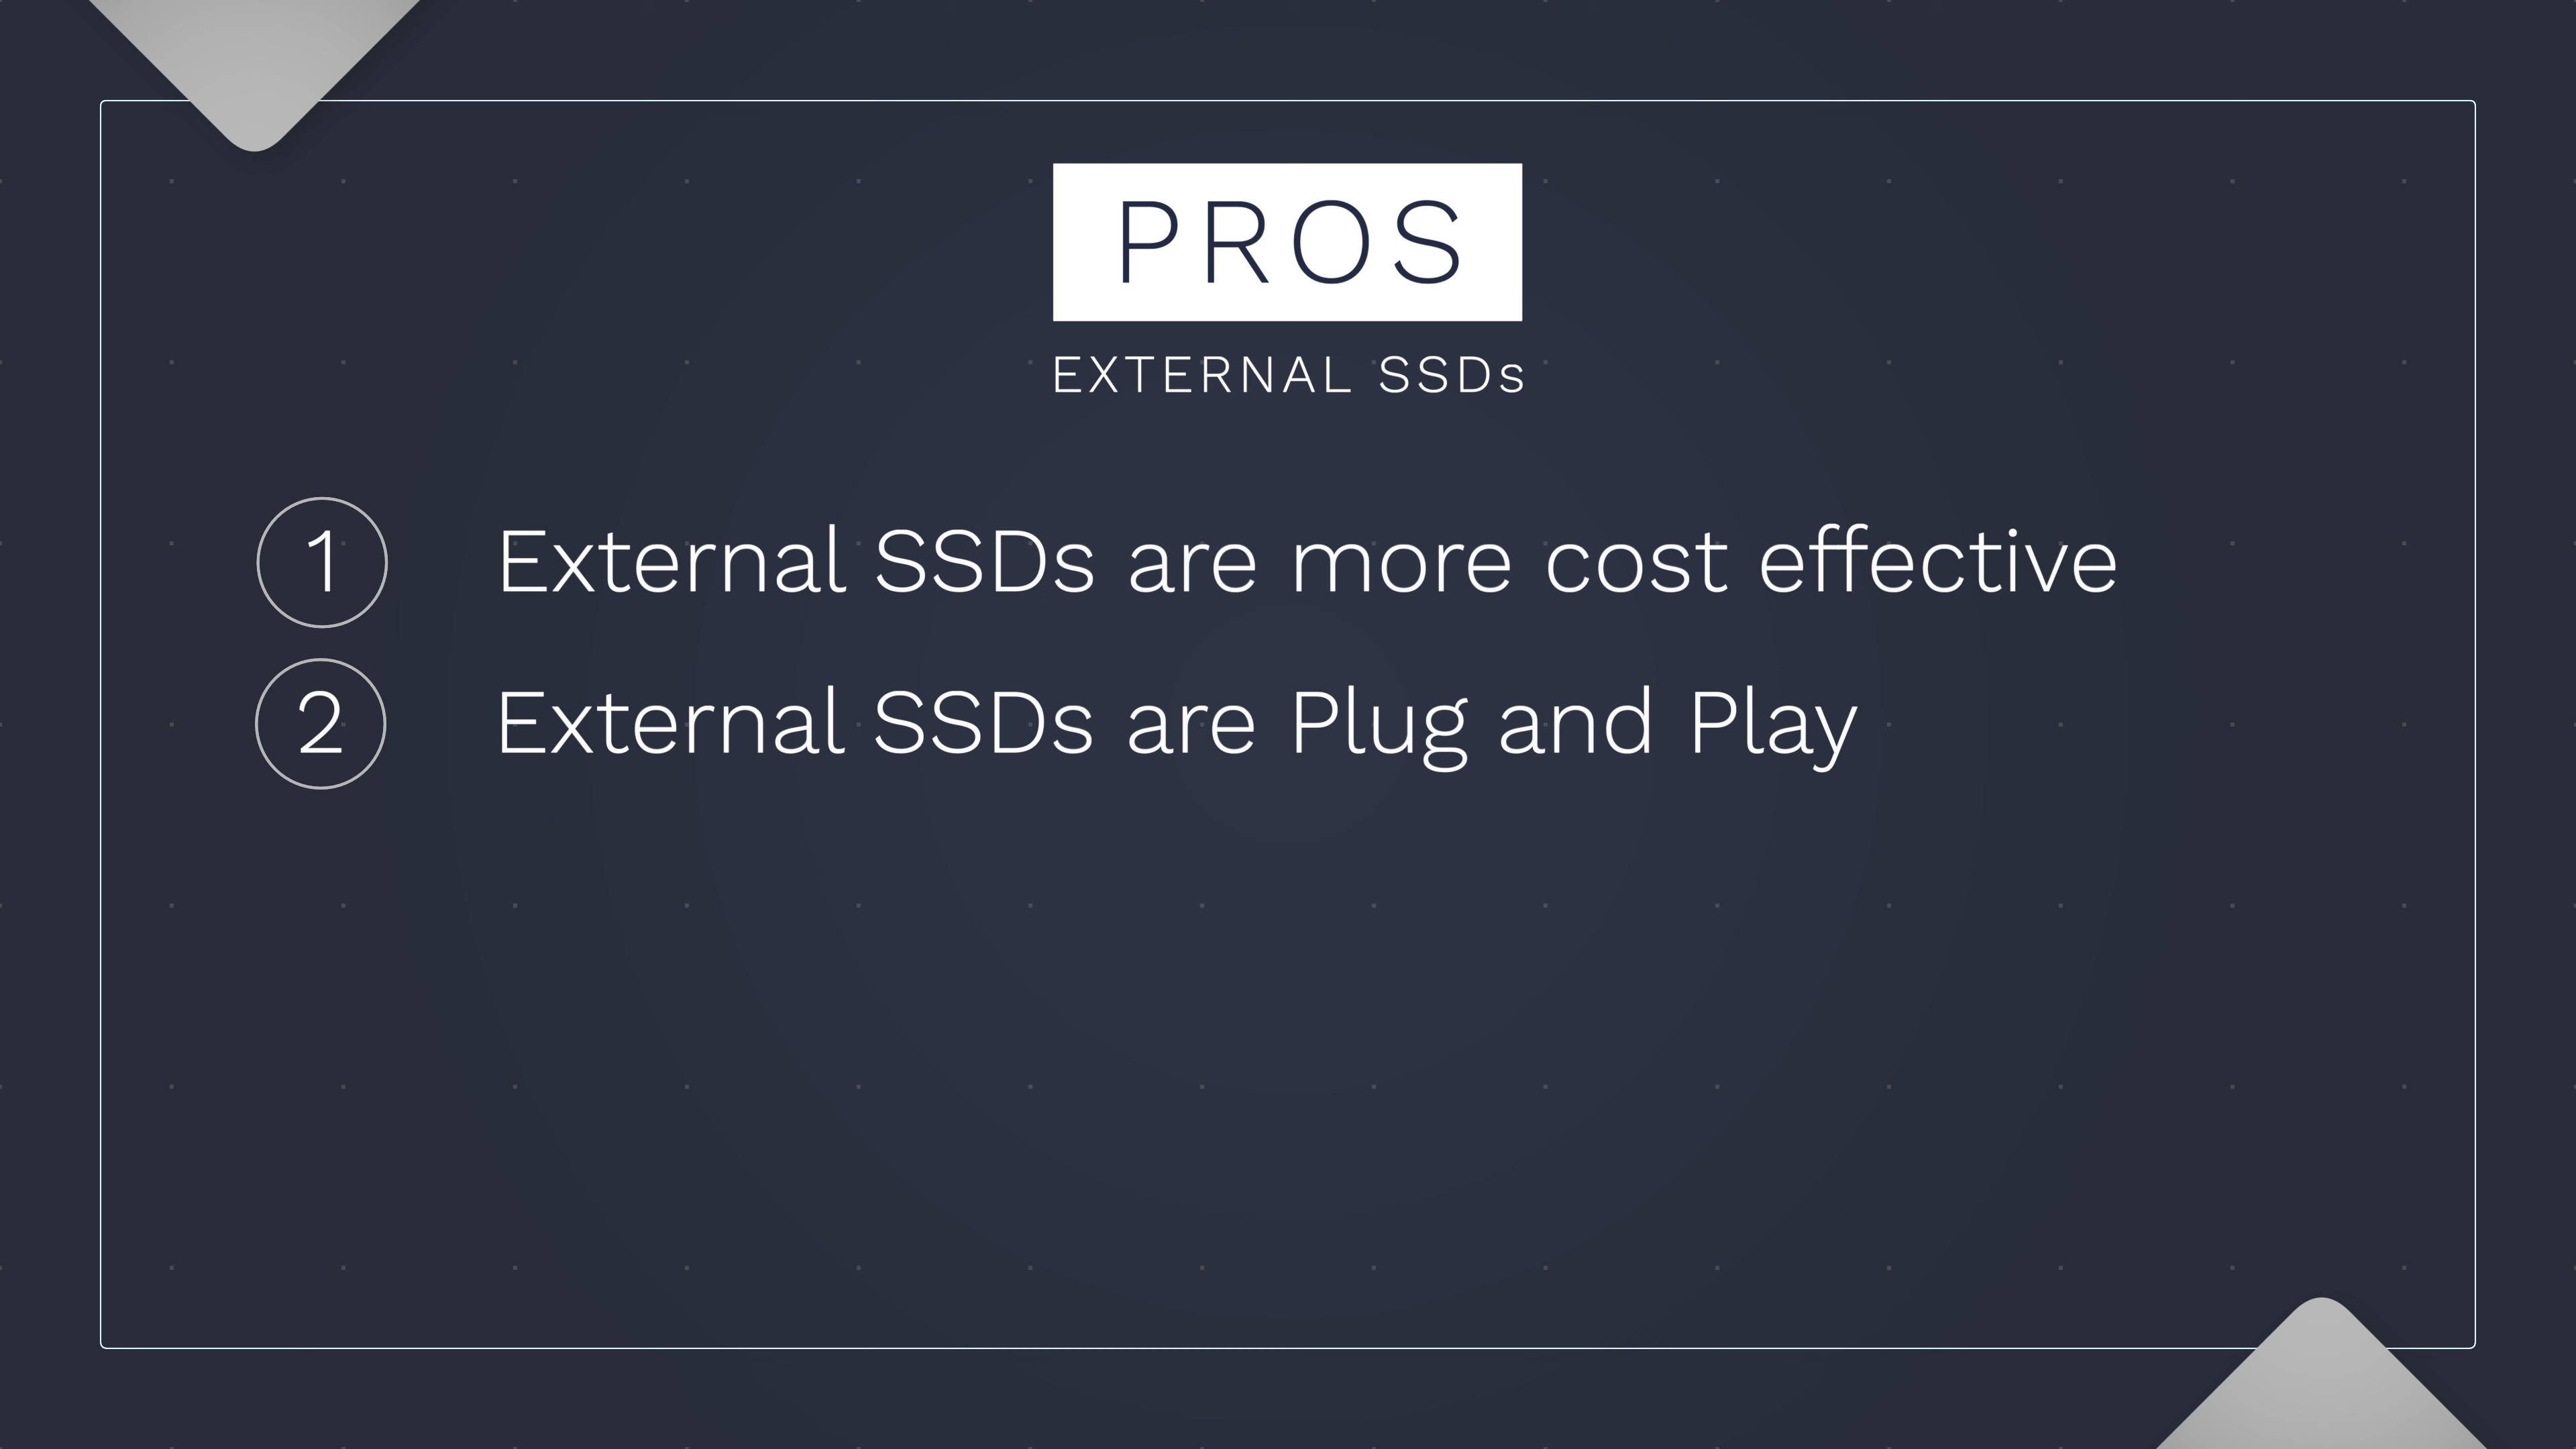 PROS
EXTERNAL SSDs
1 External SSDs are more cost effective
2 External SSDs are Plug and Play